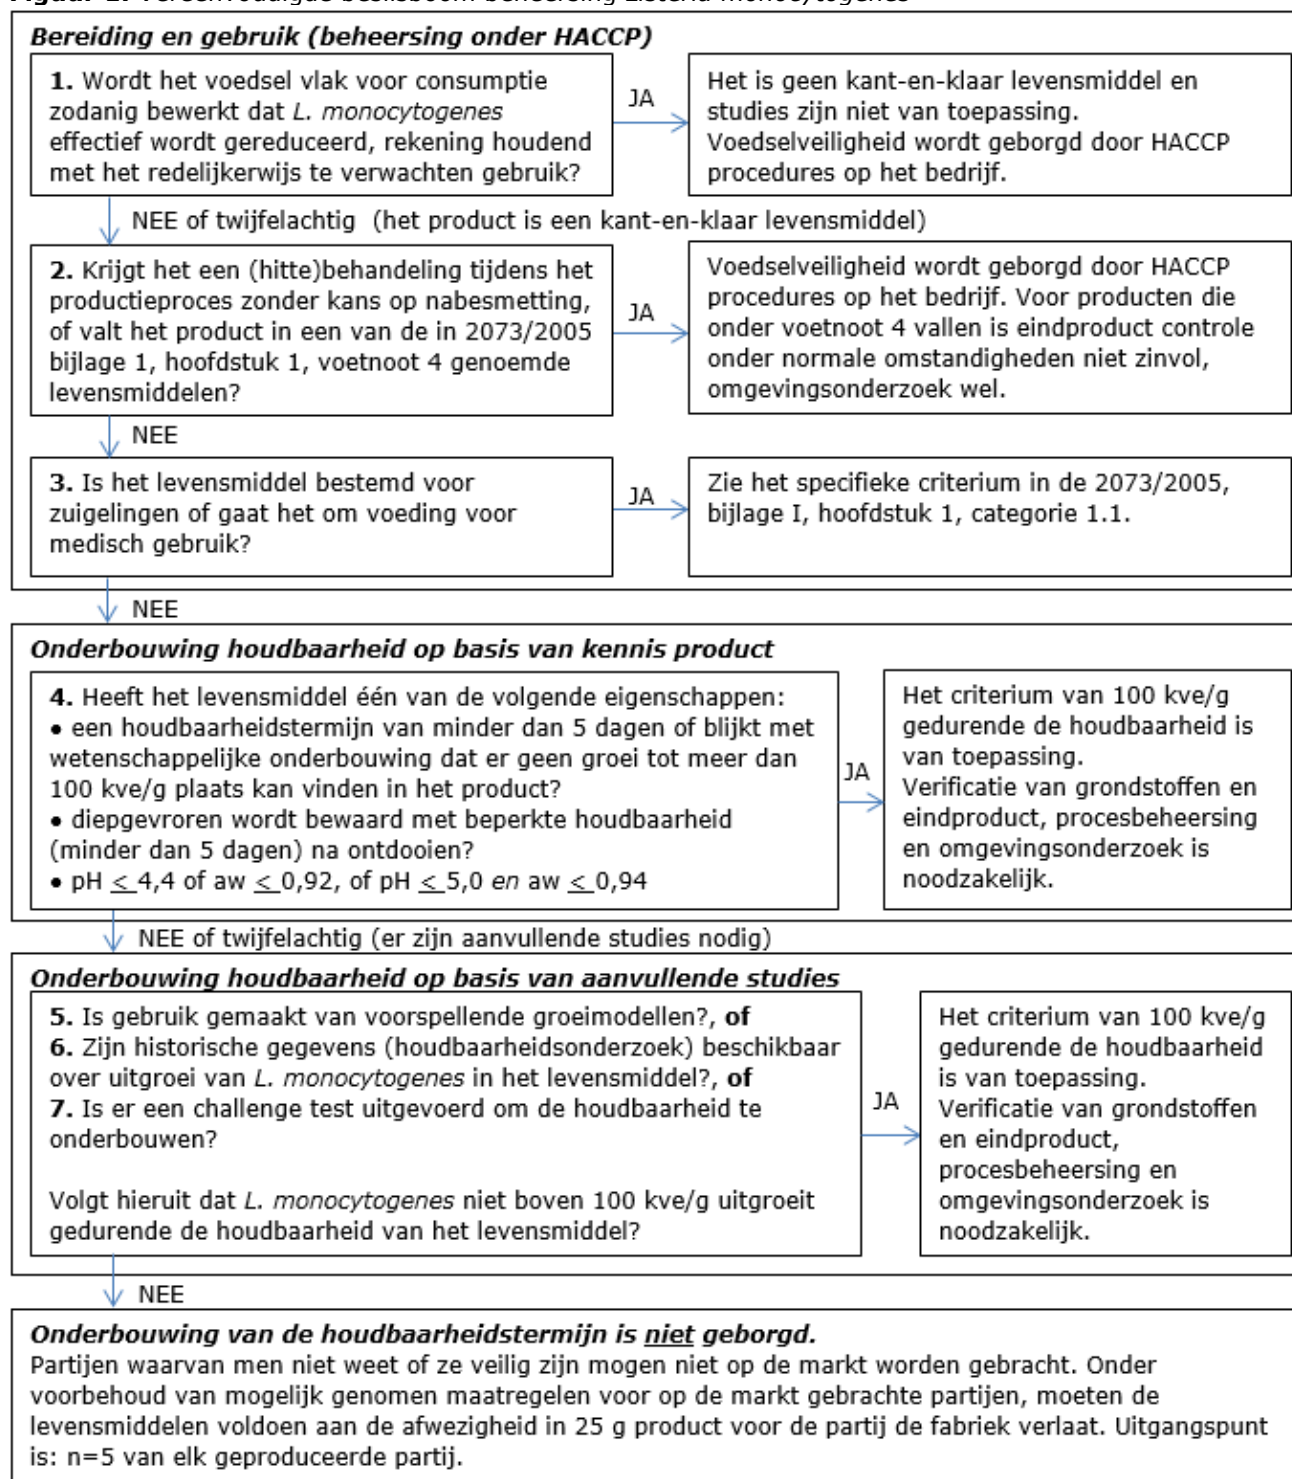 Bereiding en gebruik (beheersing onder HACCP)
1. Wordt het voedsel vlak voor consumptie
zodanig bewerkt dat L. monocytogenes
effectief wordt gereduceerd, rekening houdend
met het redelijkerwijs te verwachten gebruik?
JA
Het is geen kant-en-klaar levensmiddel en
studies zijn niet van toepassing.
Voedselveiligheid wordt geborgd door HACCP
procedures op het bedrijf.
NEE of twijfelachtig (het product is een kant-en-klaar levensmiddel)
2. Krijgt het een (hitte)behandeling tijdens het
productieproces zonder kans op nabesmetting,
of valt het product in een van de in 2073/2005
bijlage 1, hoofdstuk 1, voetnoot 4 genoemde
levensmiddelen?
JA
Voedselveiligheid wordt geborgd door HACCP
procedures op het bedrijf. Voor producten die
onder voetnoot 4 vallen is eindproduct controle
onder normale omstandigheden niet zinvol,
omgevingsonderzoek wel.
NEE
3. Is het levensmiddel bestemd voor
zuigelingen of gaat het om voeding voor
medisch gebruik?
JA
Zie het specifieke criterium in de 2073/2005,
bijlage I, hoofdstuk 1, categorie 1.1.
NEE
Onderbouwing houdbaarheid op basis van kennis product
4. Heeft het levensmiddel één van de volgende eigenschappen:
• een houdbaarheidstermijn van minder dan 5 dagen of blijkt met
wetenschappelijke onderbouwing dat er geen groei tot meer dan
100 kve/g plaats kan vinden in het product?
• diepgevroren wordt bewaard met beperkte houdbaarheid
(minder dan 5 dagen) na ontdooien?
• pH < 4,4 of aw < 0,92, of pH < 5,0 en aw < 0,94
JA
Het criterium van 100 kve/g
gedurende de houdbaarheid is
van toepassing.
Verificatie van grondstoffen en
eindproduct, procesbeheersing
en omgevingsonderzoek is
noodzakelijk.
NEE of twijfelachtig (er zijn aanvullende studies nodig)
Onderbouwing houdbaarheid op basis van aanvullende studies
5. Is gebruik gemaakt van voorspellende groeimodellen?, of
6. Zijn historische gegevens (houdbaarheidsonderzoek) beschikbaar
over uitgroei van L. monocytogenes in het levensmiddel?, of
7. Is er een challenge test uitgevoerd om de houdbaarheid te
onderbouwen?
Volgt hieruit dat L. monocytogenes niet boven 100 kve/g uitgroeit
gedurende de houdbaarheid van het levensmiddel?
JA
Het criterium van 100 kve/g
gedurende de houdbaarheid
is van toepassing.
Verificatie van grondstoffen
en eindproduct,
procesbeheersing en
omgevingsonderzoek is
noodzakelijk.
NEE
Onderbouwing van de houdbaarheidstermijn is niet geborgd.
Partijen waarvan men niet weet of ze veilig zijn mogen niet op de markt worden gebracht. Onder
voorbehoud van mogelijk genomen maatregelen voor op de markt gebrachte partijen, moeten de
levensmiddelen voldoen aan de afwezigheid in 25 g product voor de partij de fabriek verlaat. Uitgangspunt
is: n=5 van elk geproduceerde partij.